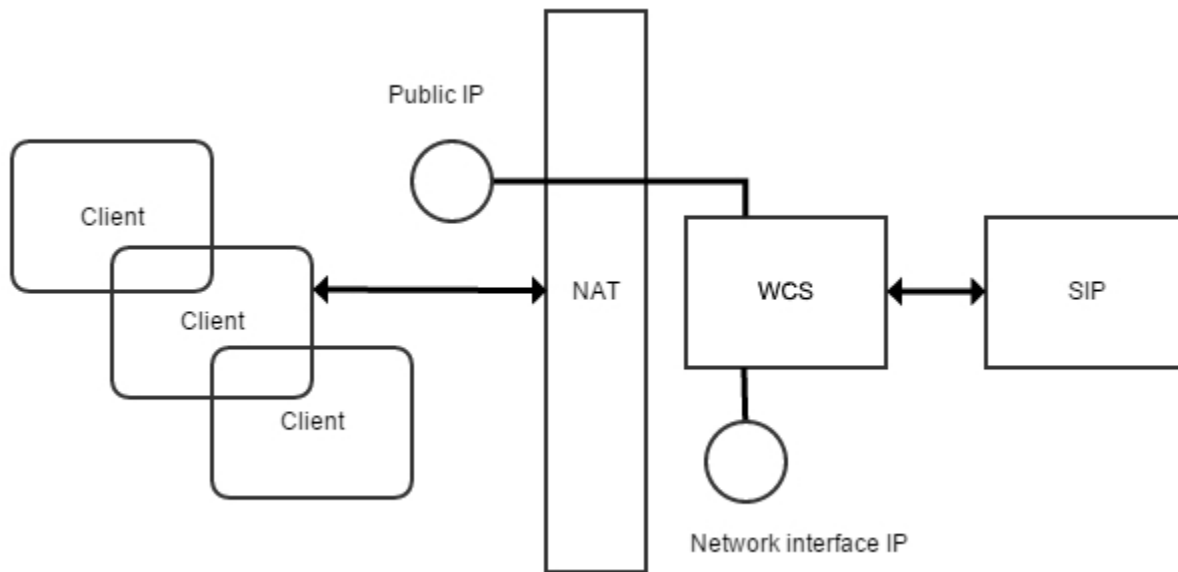 Public IP
Client
Client
Client
NAT
WCS
SIP
Network interface IP